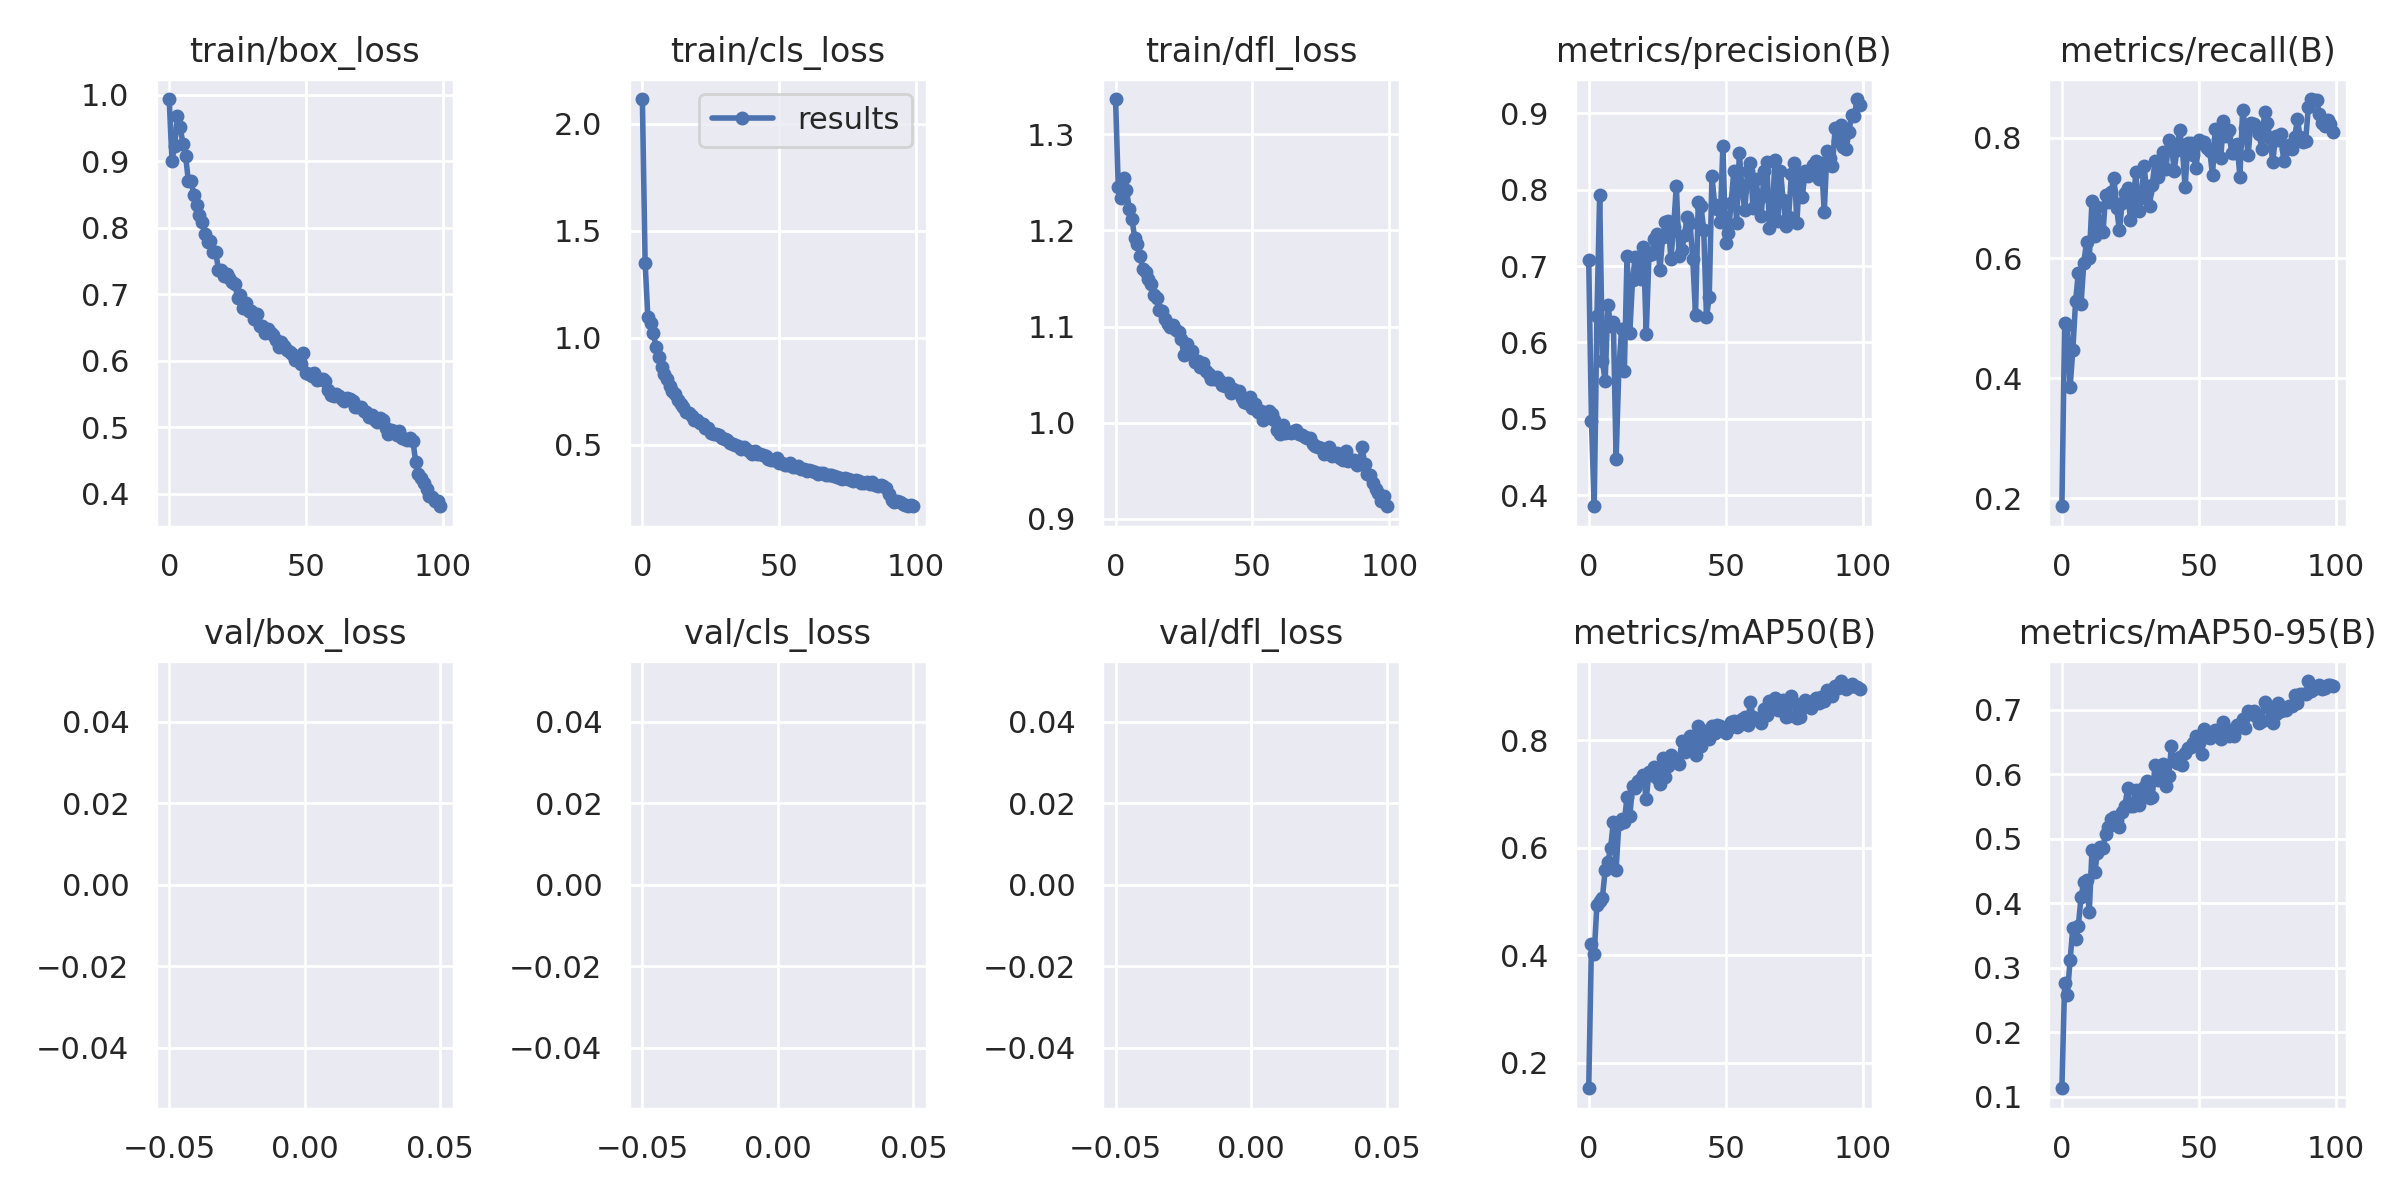 train/box_loss
train/cls_loss
train/dfl_loss
metrics/precision(B)
metrics/recall(B)
1.0
0.9
0.8
0.7
0.6
0.5
0.4
0 50 100
results
2.0
1.5
1.0
0.5
0 50 100
1.3
1.2
1.1
1.0
0.9
0 50 100
0.9
0.8
0.7
0.6
0.5
0.4
0 50 100
0.8
0.6
0.4
0.2
0 50 100
val/box_loss
val/cls_loss
val/dfl_loss
metrics/mAP50(B)
metrics/mAP50-95(B)
0.04
0.02
0.00
−0.02
−0.04
−0.05 0.00 0.05
0.04
0.02
0.00
−0.02
−0.04
−0.05 0.00 0.05
0.04
0.02
0.00
−0.02
−0.04
−0.05 0.00 0.05
0.8
0.6
0.4
0.2
0 50 100
0.7
0.6
0.5
0.4
0.3
0.2
0.1
0 50 100